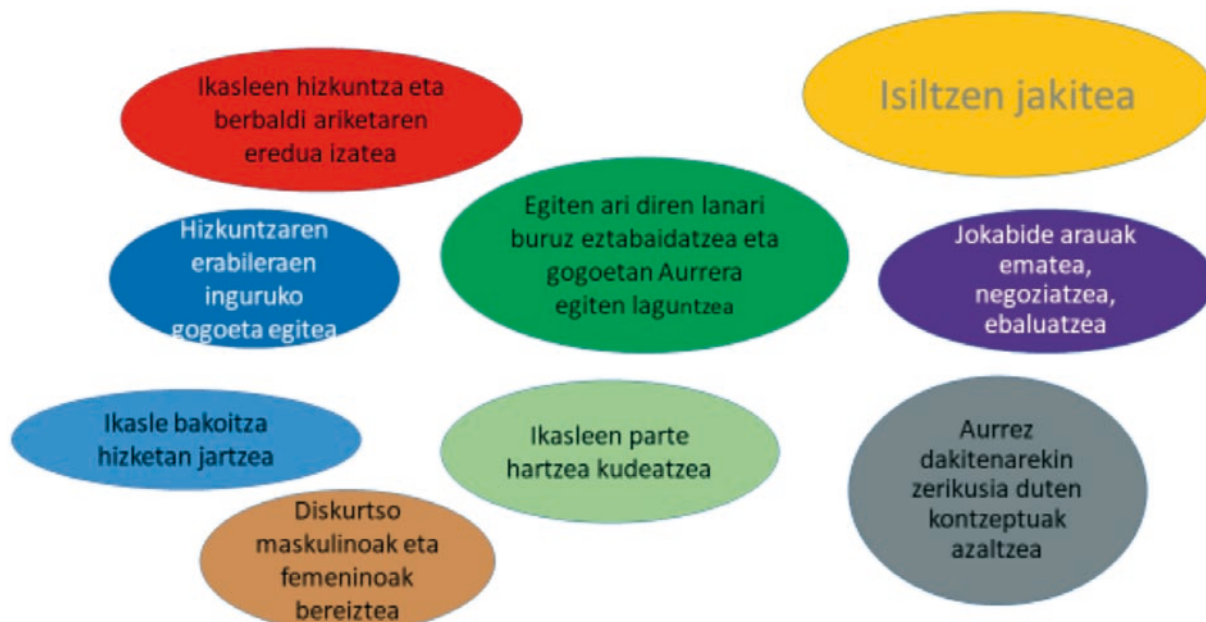 Ikasleen hizkuntza eta
berbaldi ariketaren
eredua izatea
Isiltzen jakitea
Egiten ari diren lanari
buruz eztabaidatzea eta
gogoetan Aurrera
egiten laguntzea
Hizkuntzaren
erabileraen
inguruko
gogoeta egitea
Jokabide arauak
ematea,
negoziatzea,
ebaluatzea
Ikasle bakoitza
hizketan jartzea
Ikasleen parte
hartzea kudeatzea
Aurrez
dakitenarekin
zerikusia duten
kontzeptuak
azaltzea
Diskurtso
maskulinoak eta
femeninoak
bereiztea